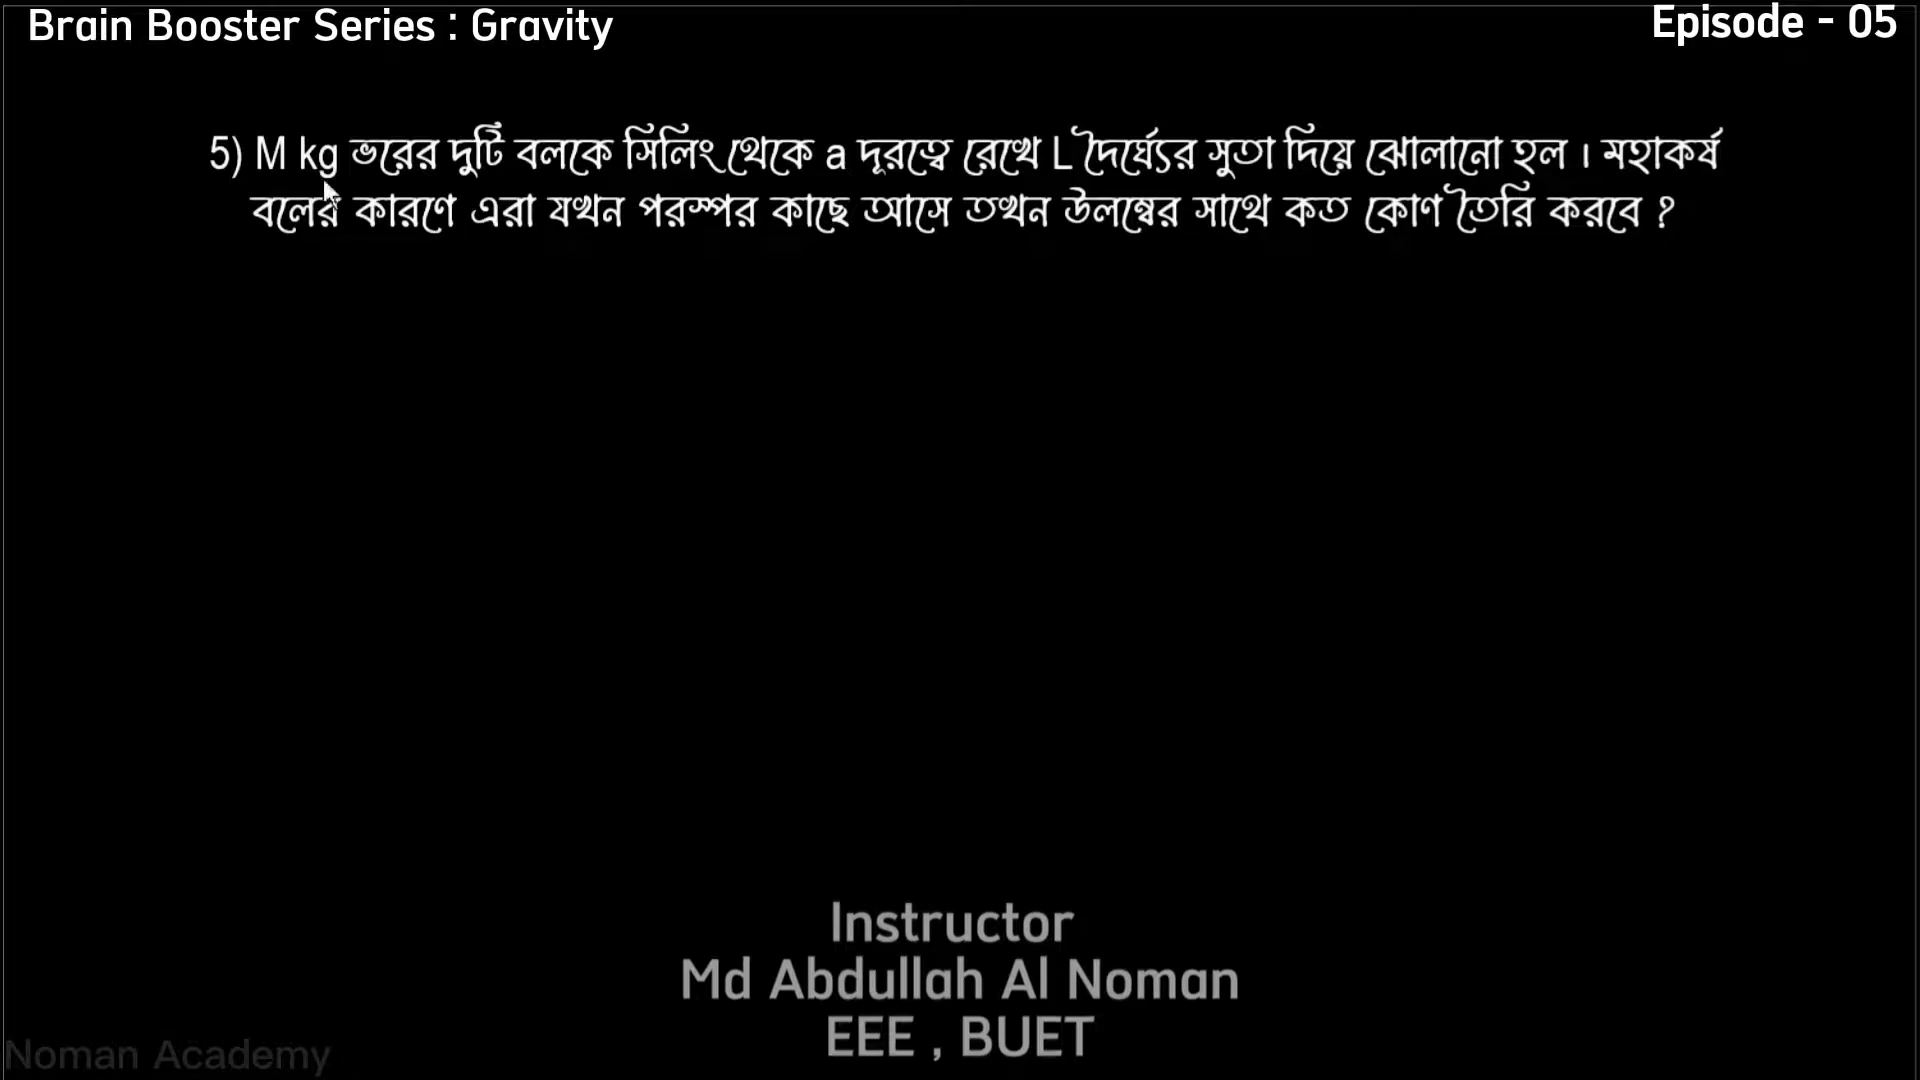 Brain Booster Series : Gravity
Episode - 05
5) M kg ভরের দুটি বলকে সিলিং থেকে a দূরত্বে রেখে L দৈর্ঘ্যের সুতা দিয়ে ঝোলানো হল । মহাকর্ষ
বলের কারণে এরা যখন পরস্পর কাছে আসে তখন উলম্বের সাথে কত কোণ তৈরি করবে ?
Instructor
Md Abdullah Al Noman
EEE , BUET
Noman Academy